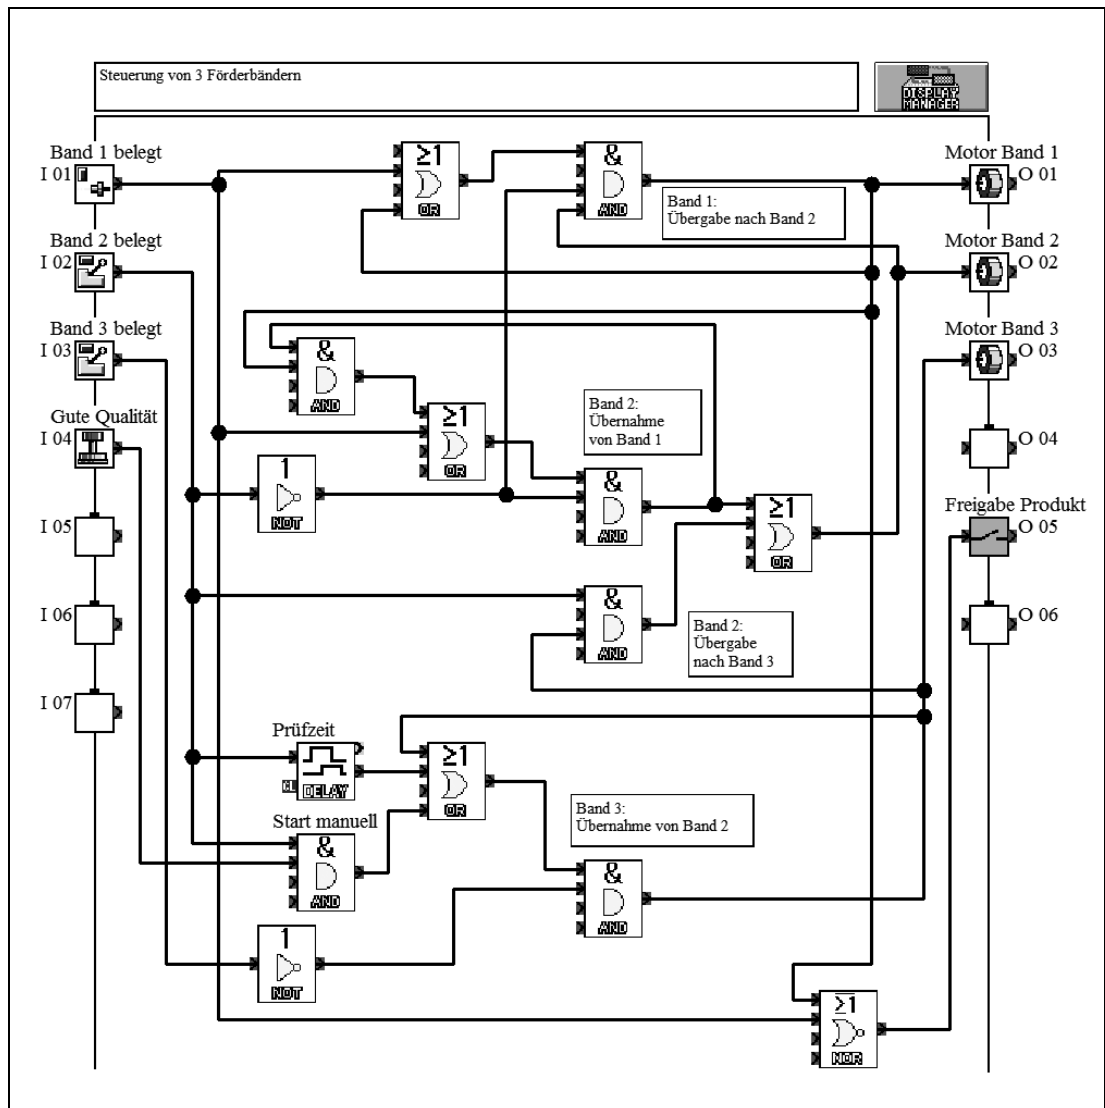 Steuerung von 3 Förderbändern
DISPLAY
MANAGER
Band 1 belegt
I 01
≥1
OR
&
AND
Band 1:
Übergabe nach Band 2
Motor Band 1
O 01
Band 2 belegt
I 02
Motor Band 2
O 02
Band 3 belegt
I 03
&
AND
Motor Band 3
O 03
Gute Qualität
I 04
≥1
OR
Band 2:
Übernahme
von Band 1
O 04
1
NOT
&
AND
≥1
OR
Freigabe Produkt
O 05
I 05
I 06
&
AND
Band 2:
Übergabe
nach Band 3
O 06
I 07
Prüfzeit
CL
DELAY
≥1
OR
Start manuell
&
AND
Band 3:
Übernahme von Band 2
&
AND
1
NOT
≥1
NOR